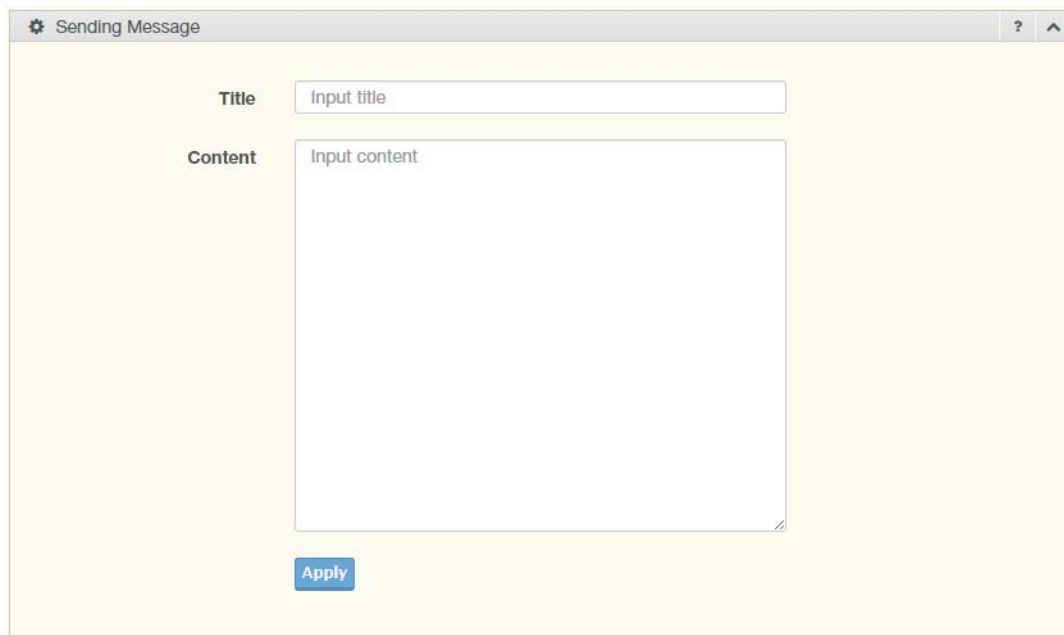 Sending Message ?
Title Input title
Content Input content
Apply